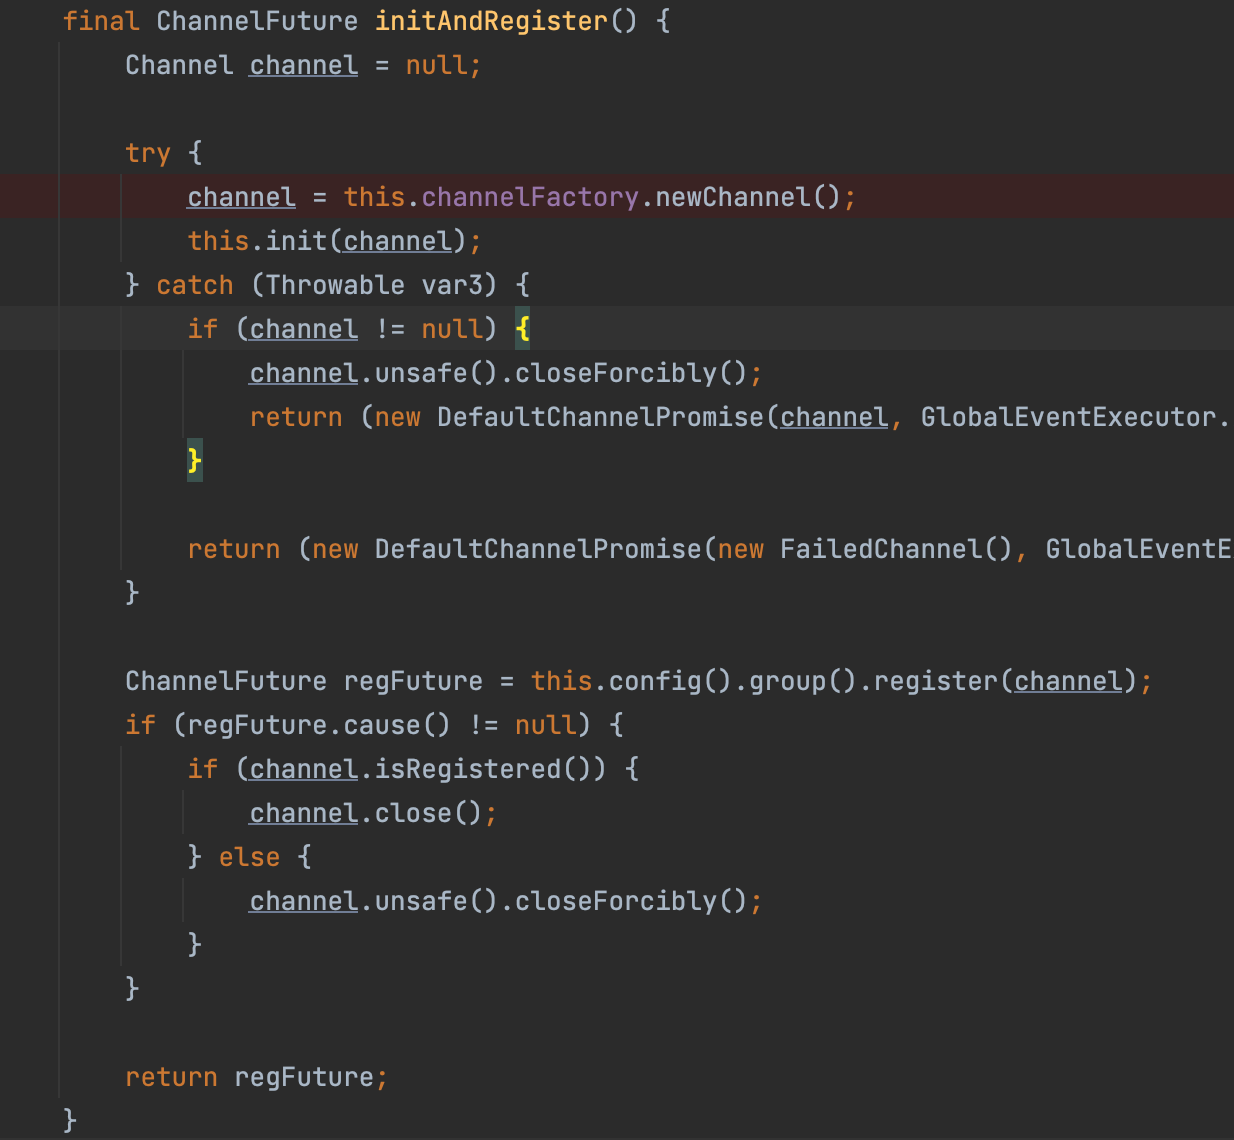 final ChannelFuture initAndRegister() {
    Channel channel = null;

    try {
        channel = this.channelFactory.newChannel();
        this.init(channel);
    } catch (Throwable var3) {
        if (channel != null) {
            channel.unsafe().closeForcibly();
            return (new DefaultChannelPromise(channel, GlobalEventExecutor.
        }

        return (new DefaultChannelPromise(new FailedChannel(), GlobalEventE
    }

    ChannelFuture regFuture = this.config().group().register(channel);
    if (regFuture.cause() != null) {
        if (channel.isRegistered()) {
            channel.close();
        } else {
            channel.unsafe().closeForcibly();
        }
    }

    return regFuture;
}